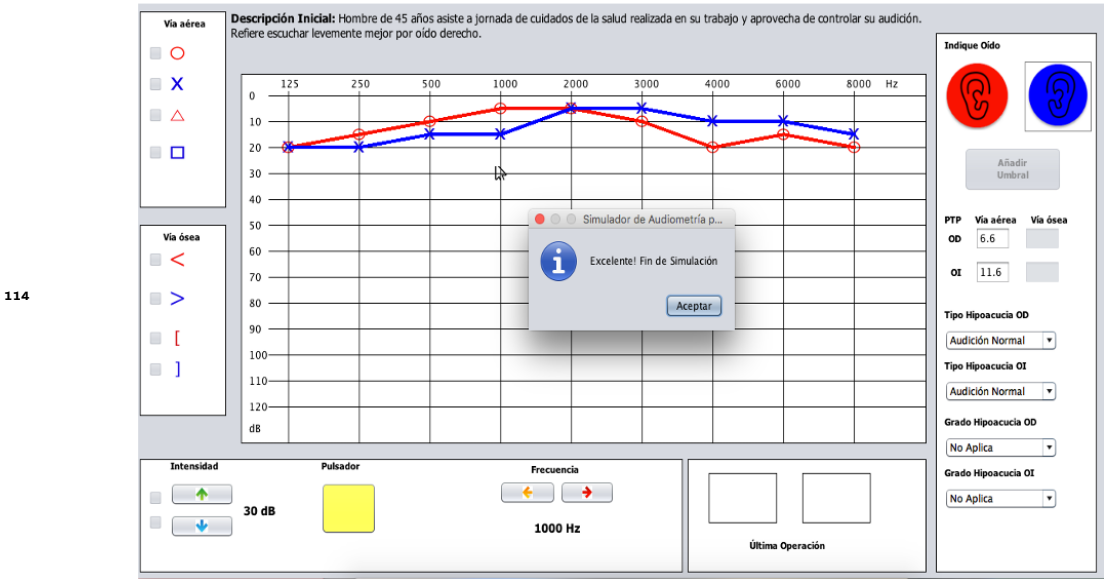 Descripción Inicial: Hombre de 45 años asiste a jornada de cuidados de la salud realizada en su trabajo y aprovecha de controlar su audición.
Refiere escuchar levemente mejor por oído derecho.
Vía aérea
X
Vía ósea
<
>
[
]
114
125 250 500 1000 2000 3000 4000 6000 8000 Hz
0
10
20
30
40
50
60
70
80
90
100
110
120
dB
Simulador de Audiometría p...
Excelente! Fin de Simulación
Aceptar
Indique Oído
Añadir
Umbral
PTP Vía aérea Vía ósea
OD 6.6
OI 11.6
Tipo Hipoacucia OD
Audición Normal
Tipo Hipoacucia OI
Audición Normal
Grado Hipoacucia OD
No Aplica
Grado Hipoacucia OI
No Aplica
Intensidad
30 dB
Pulsador
Frecuencia
1000 Hz
Última Operación